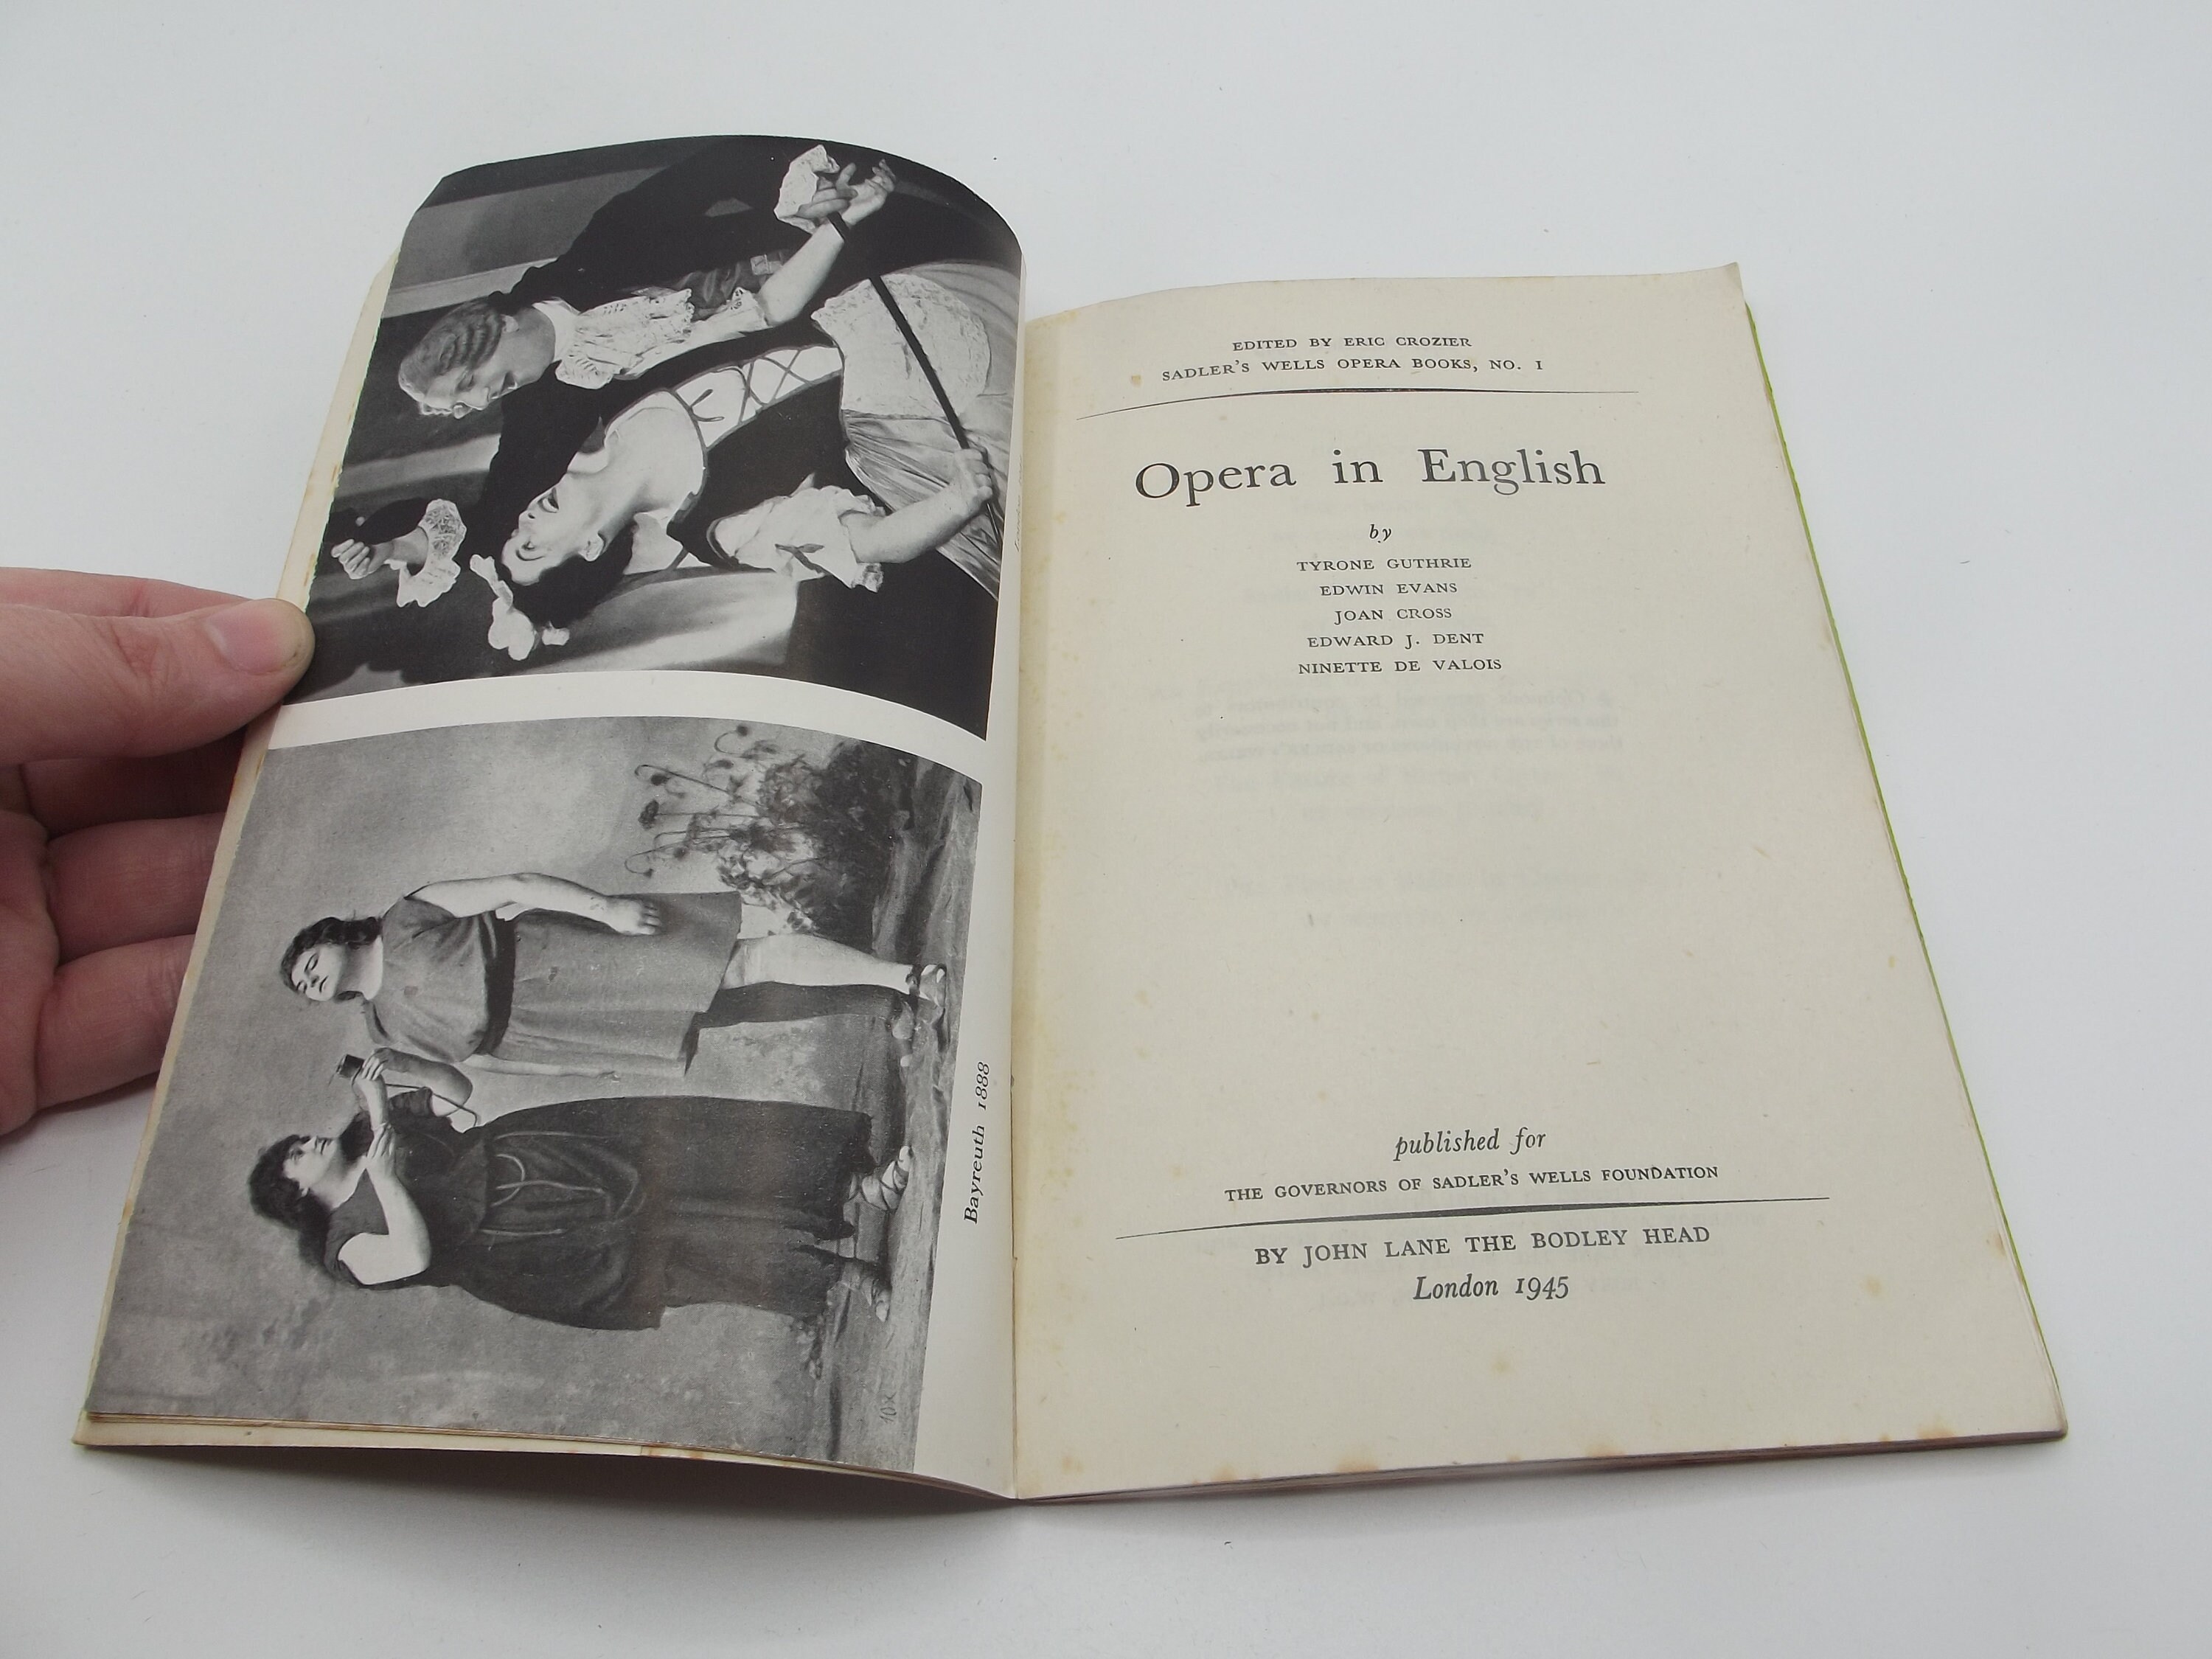 Bayreuth 1888
EDITED BY ERIC CROZIER
SADLER'S WELLS OPERA BOOKS, NO. I
Opera in English
by
TYRONE GUTHRIE
EDWIN EVANS
JOAN CROSS
EDWARD J. DENT
NINETTE DE VALOIS
published for
THE GOVERNORS OF SADLER'S WELLS FOUNDATION
BY JOHN LANE THE BODLEY HEAD
London 1945